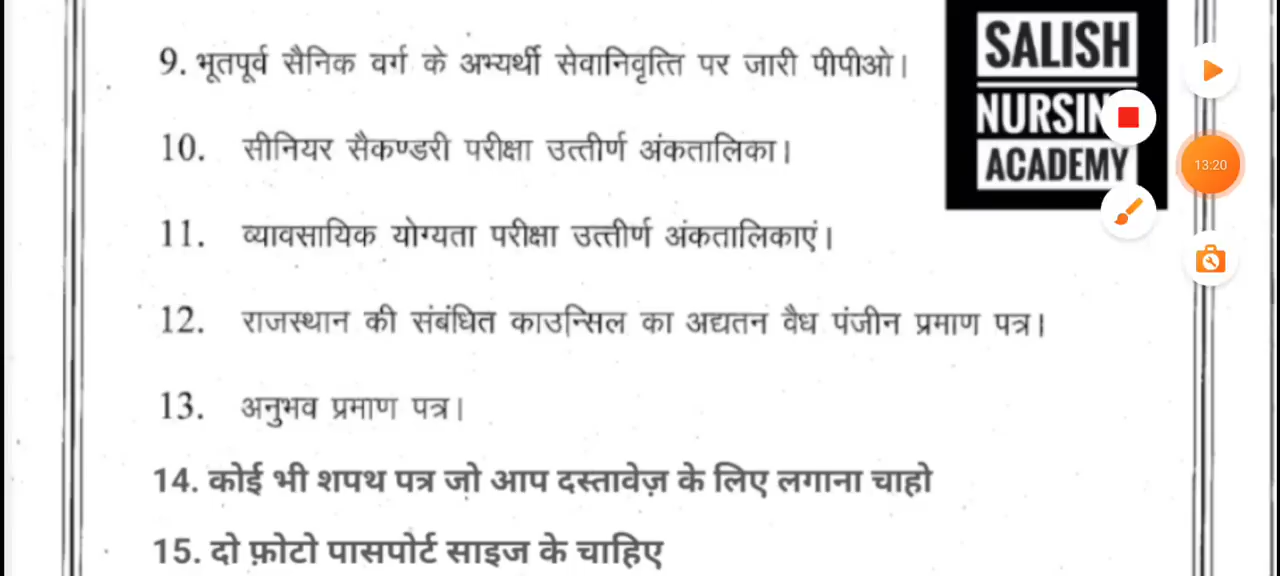 9. भूतपूर्व सैनिक वर्ग के अभ्यर्थी सेवानिवृत्ति पर जारी पीपीओ।
10. सीनियर सैकण्डरी परीक्षा उत्तीर्ण अंकतालिका।
11. व्यावसायिक योग्यता परीक्षा उत्तीर्ण अंकतालिकाएं।
12. राजस्थान की संबंधित काउन्सिल का अद्यतन वैध पंजीन प्रमाण पत्र।
13. अनुभव प्रमाण पत्र।
14. कोई भी शपथ पत्र जो आप दस्तावेज़ के लिए लगाना चाहो
15. दो फ़ोटो पासपोर्ट साइज के चाहिए
SALISH
NURSIN
ACADEMY
13:20